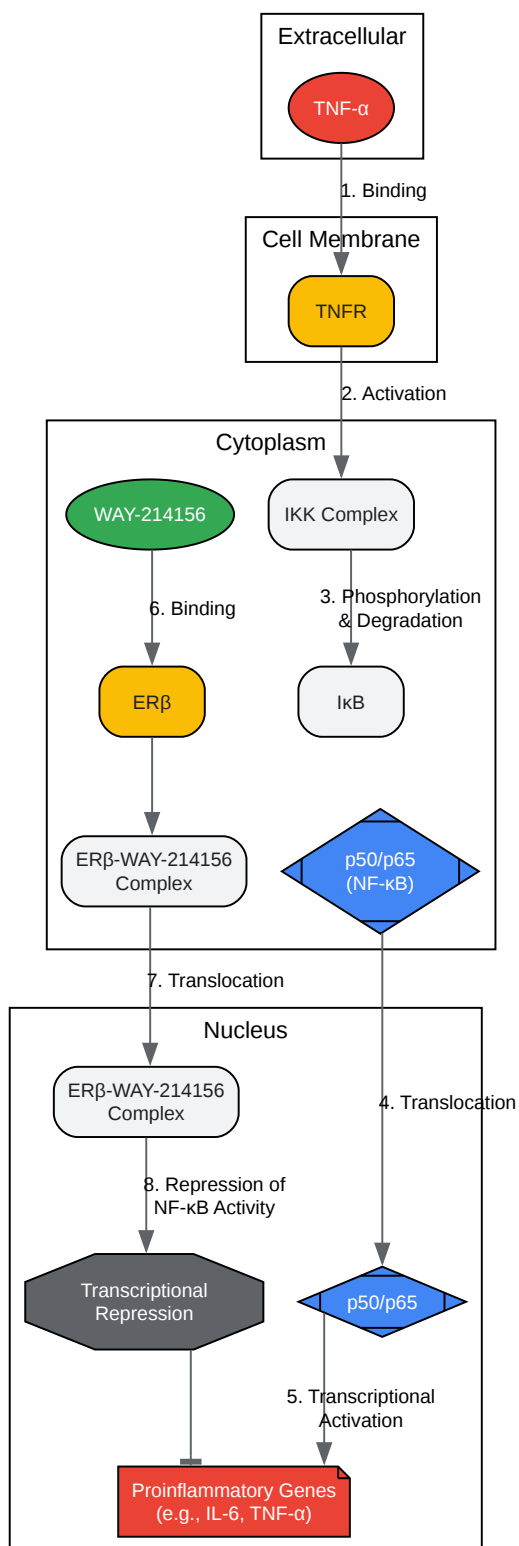 Extracellular
TNF-α
1. Binding
Cell Membrane
TNFR
2. Activation
Cytoplasm
WAY-214156
IKK Complex
6. Binding
3. Phosphorylation
& Degradation
ERβ
IκB
ERβ-WAY-214156
Complex
p50/p65
(NF-κB)
7. Translocation
Nucleus
ERβ-WAY-214156
Complex
4. Translocation
8. Repression of
NF-κB Activity
Transcriptional
Repression
p50/p65
5. Transcriptional
Activation
Proinflammatory Genes
(e.g., IL-6, TNF-α)